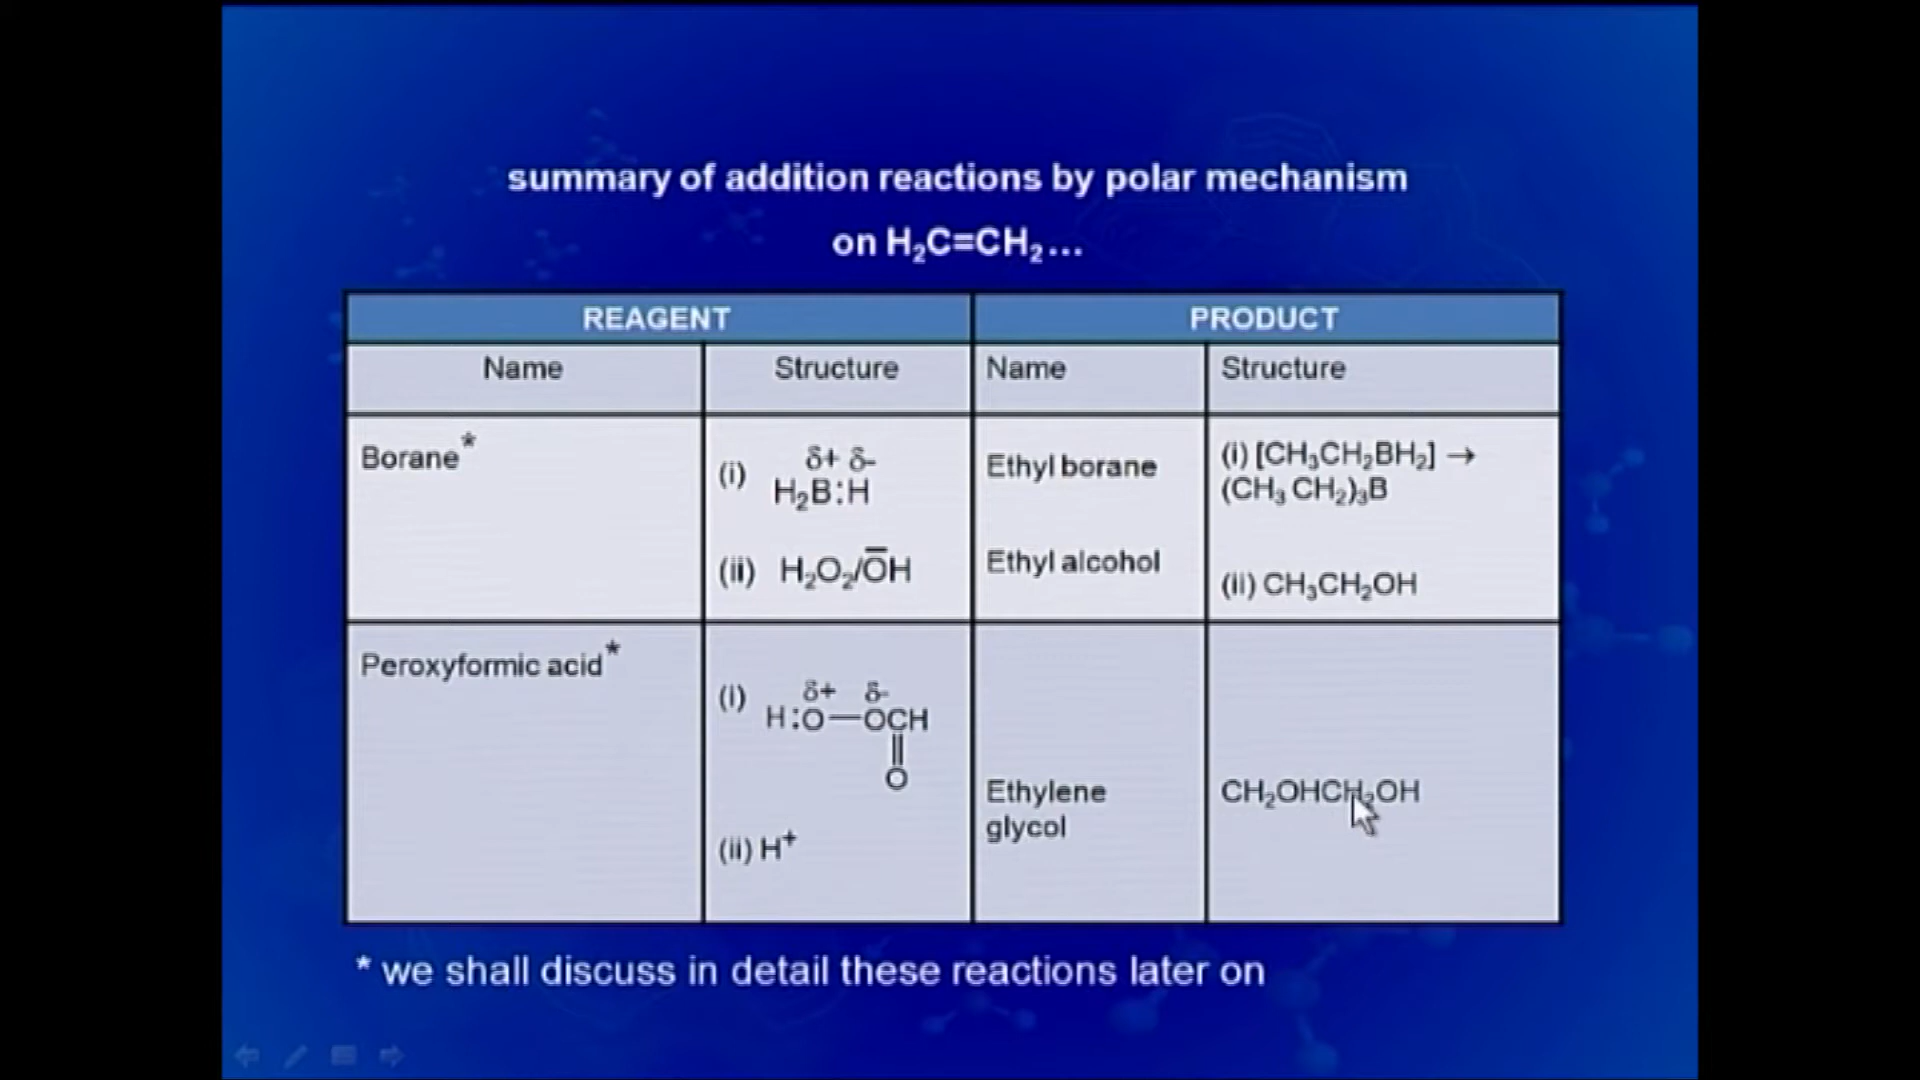 summary of addition reactions by polar mechanism
on H₂C≡CH₂...
REAGENT PRODUCT
Name Structure Name Structure
Borane*
(i) δ+ δ-
H₂B:H
Ethyl borane
(i) [CH₃CH₂BH₂] →
(CH₃ CH₂)₃B
(ii) H₂O₂/ŌH
Ethyl alcohol
(ii) CH₃CH₂OH
Peroxyformic acid*
(i) δ+ δ-
H:O—OCH
||
O
(ii) H⁺
Ethylene
glycol
CH₂OHCH₂OH
* we shall discuss in detail these reactions later on